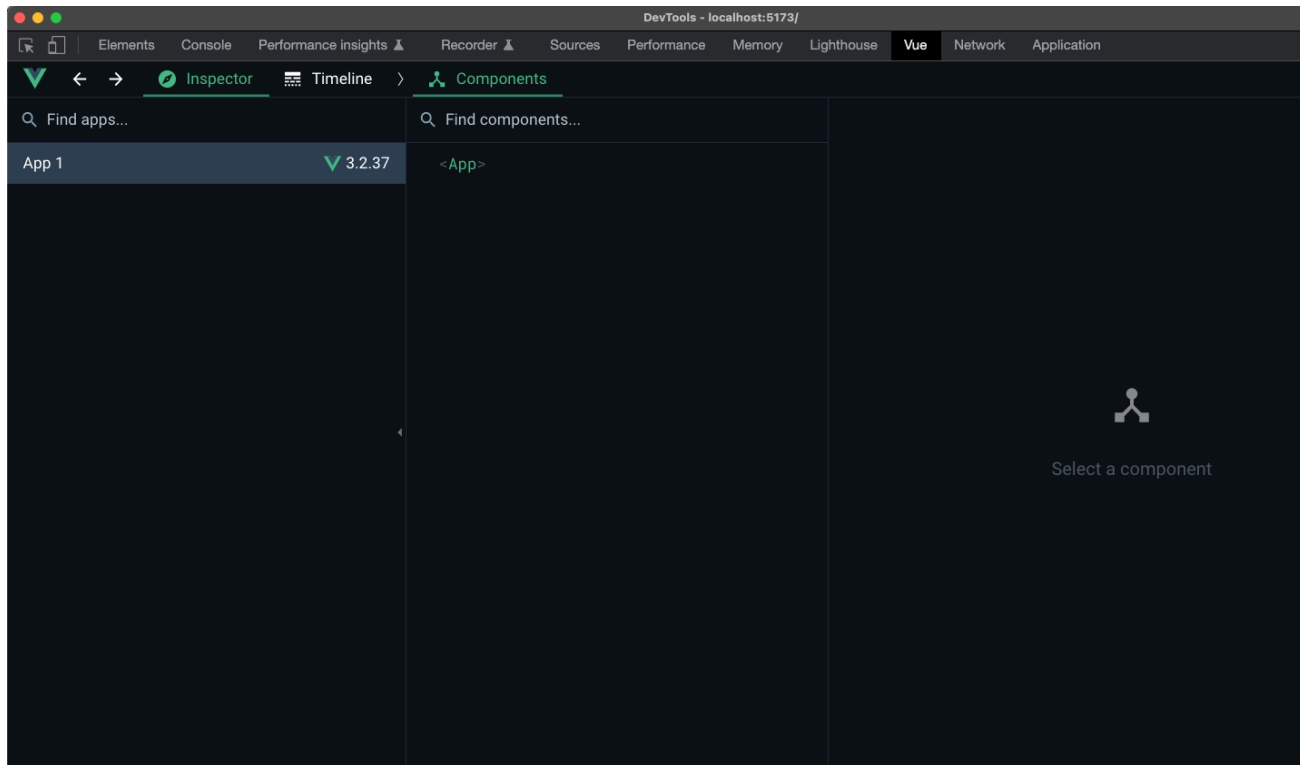 DevTools - localhost:5173/
Elements Console Performance insights Recorder Sources Performance Memory Lighthouse Vue Network Application
Inspector Timeline Components
Find apps... Find components...
App 1 3.2.37 <App>
Select a component